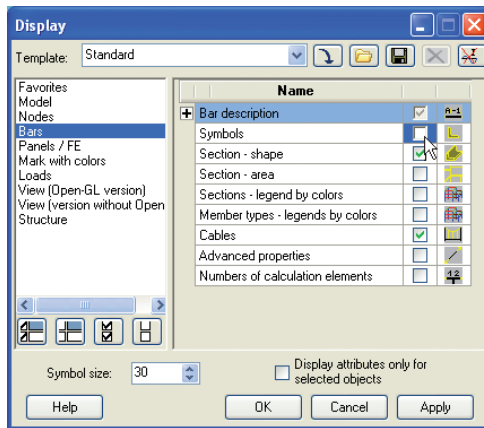 Display
Template: Standard
Favorites
Model
Nodes
Bars
Panels / FE
Mark with colors
Loads
View (Open-GL version)
View (version without Open
Structure
Name
Bar description A-1
Symbols
Section - shape
Section - area
Sections - legend by colors
Member types - legends by colors
Cables
Advanced properties
Numbers of calculation elements 12
Symbol size: 30
Display attributes only for
selected objects
Help OK Cancel Apply